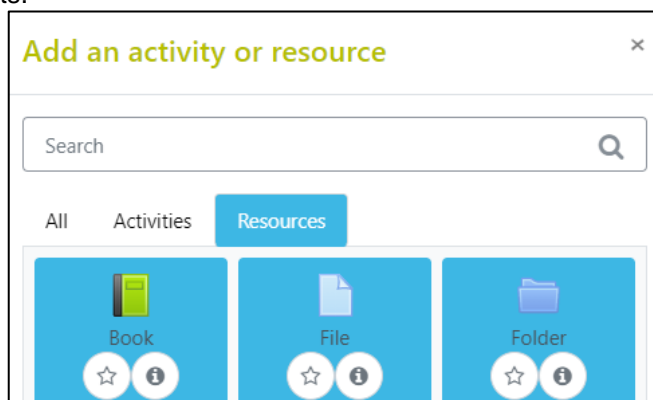 Add an activity or resource ×
Search
All Activities Resources
Book File Folder